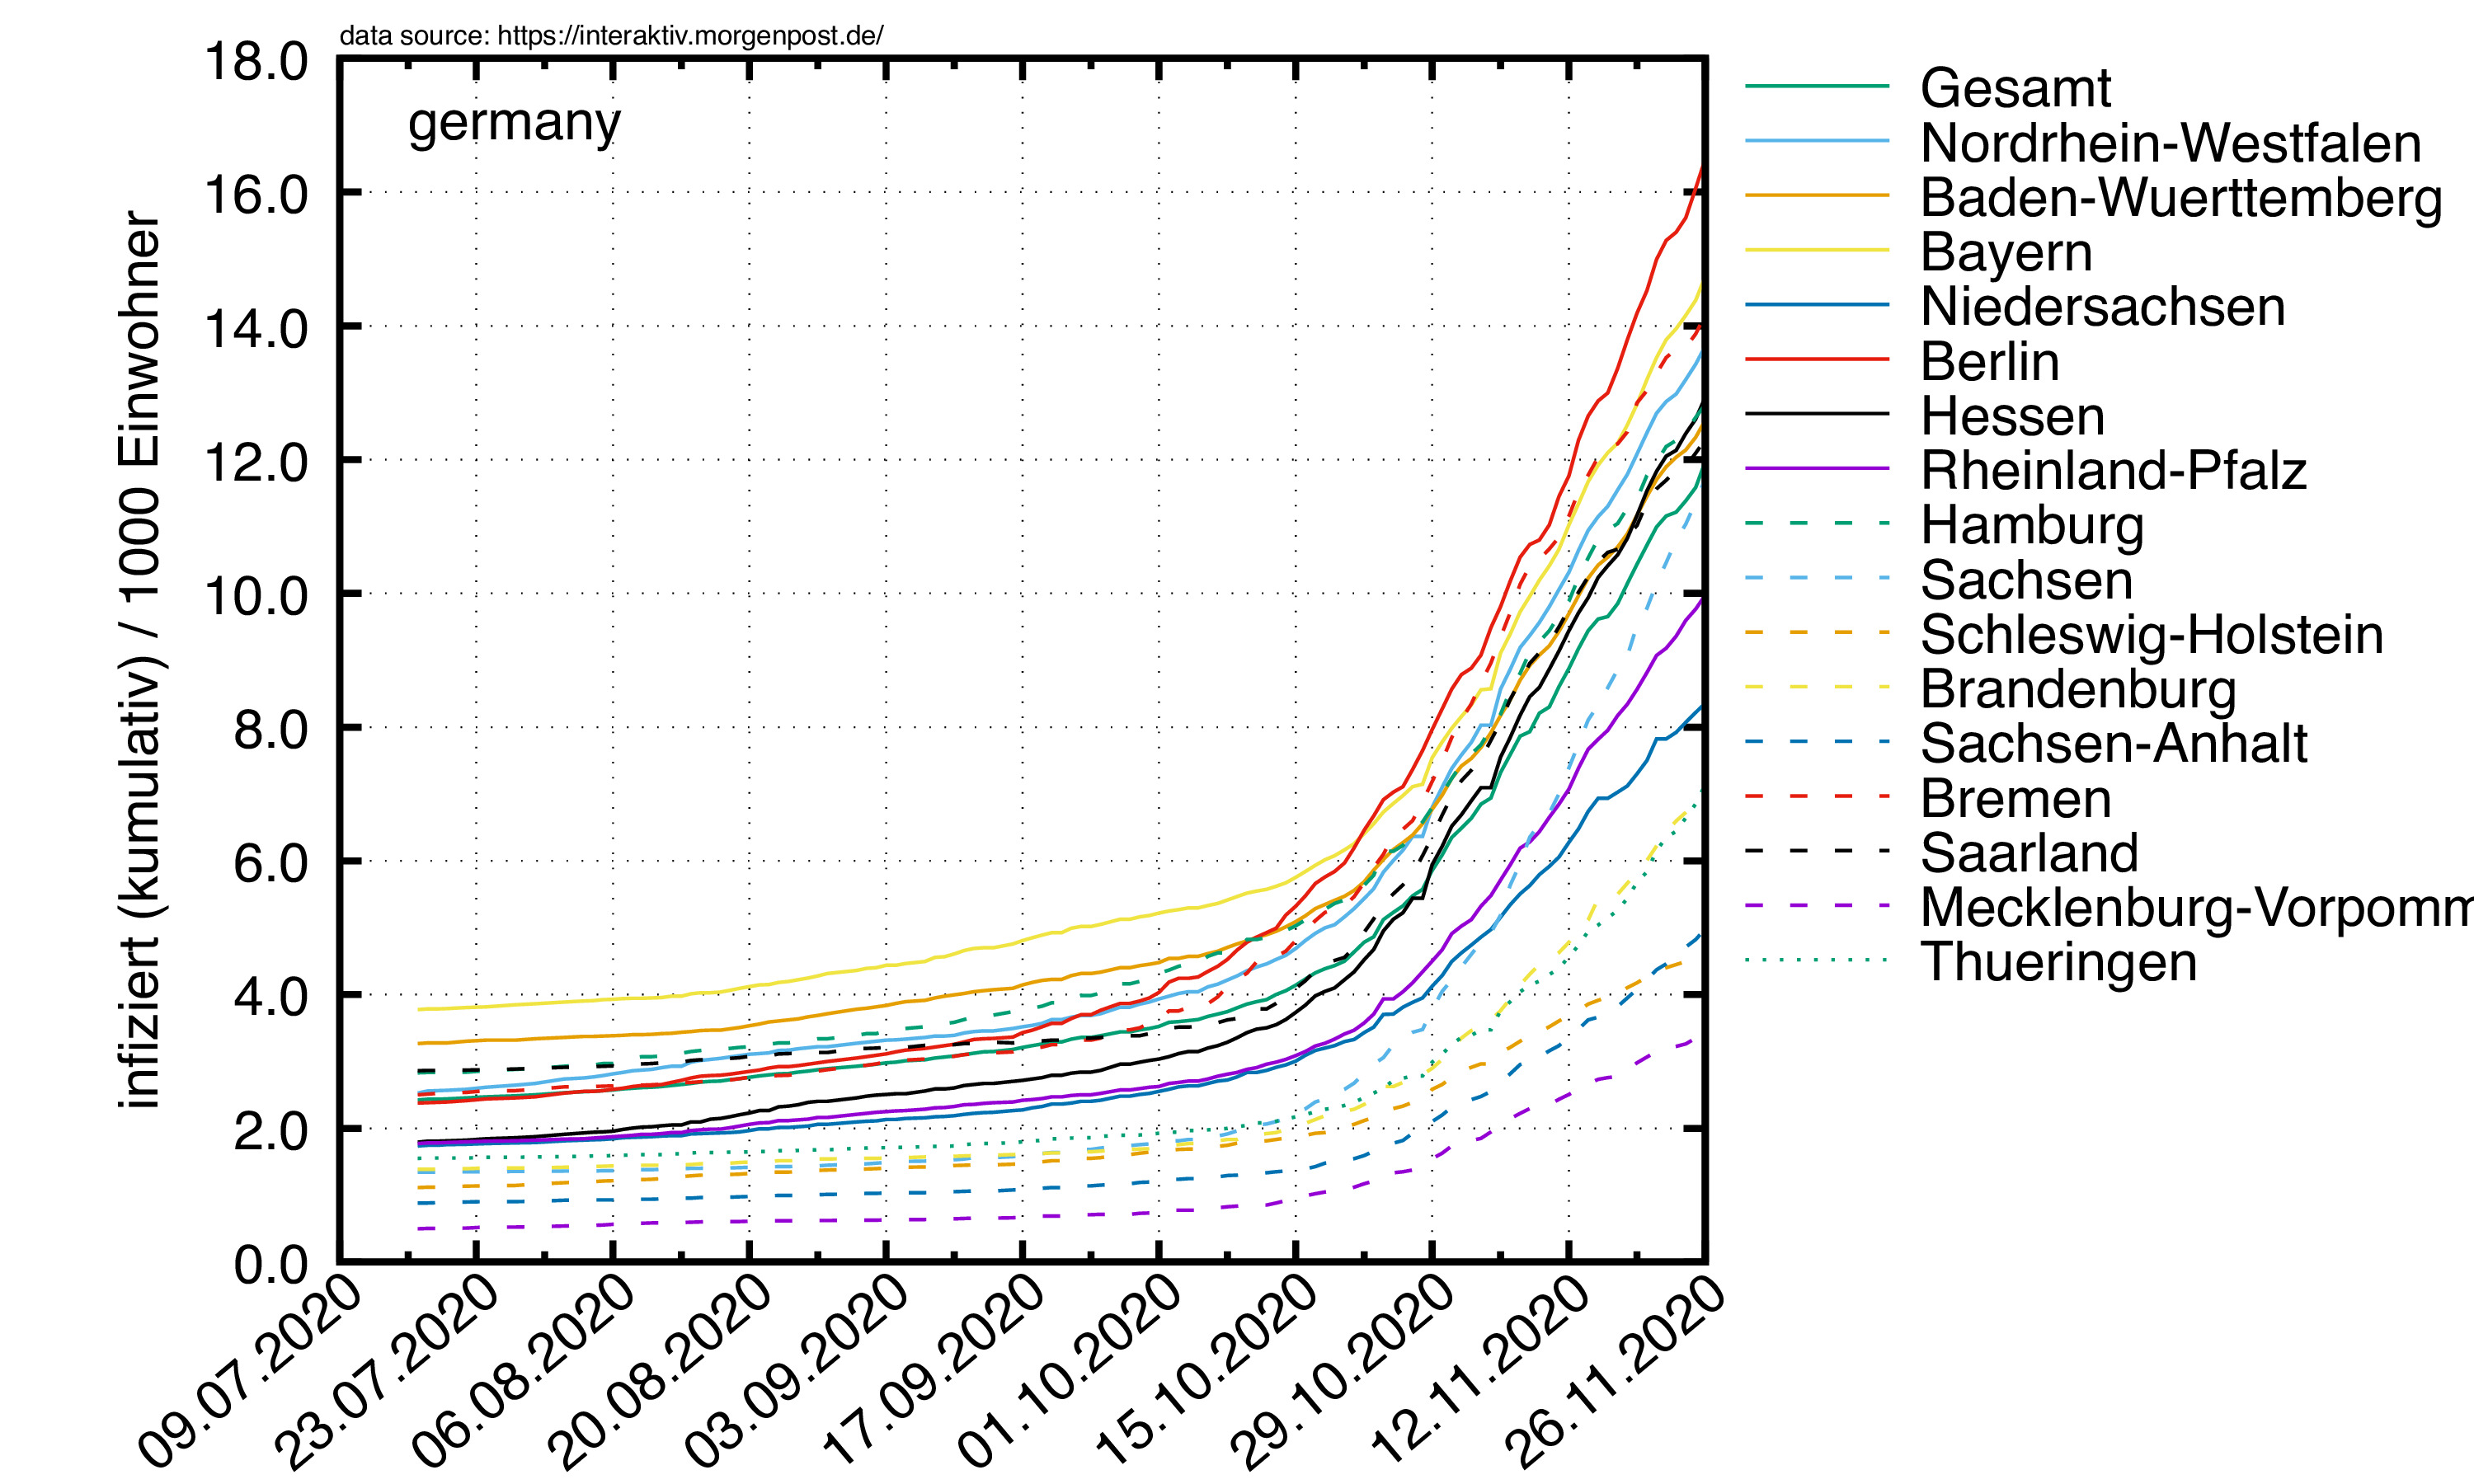 data source: https://interaktiv.morgenpost.de/
germany
infiziert (kumulativ) / 1000 Einwohner
18.0
16.0
14.0
12.0
10.0
8.0
6.0
4.0
2.0
0.0
09.07.2020
23.07.2020
06.08.2020
20.08.2020
03.09.2020
17.09.2020
01.10.2020
15.10.2020
29.10.2020
12.11.2020
26.11.2020
Gesamt
Nordrhein-Westfalen
Baden-Wuerttemberg
Bayern
Niedersachsen
Berlin
Hessen
Rheinland-Pfalz
Hamburg
Sachsen
Schleswig-Holstein
Brandenburg
Sachsen-Anhalt
Bremen
Saarland
Mecklenburg-Vorpomm
Thueringen